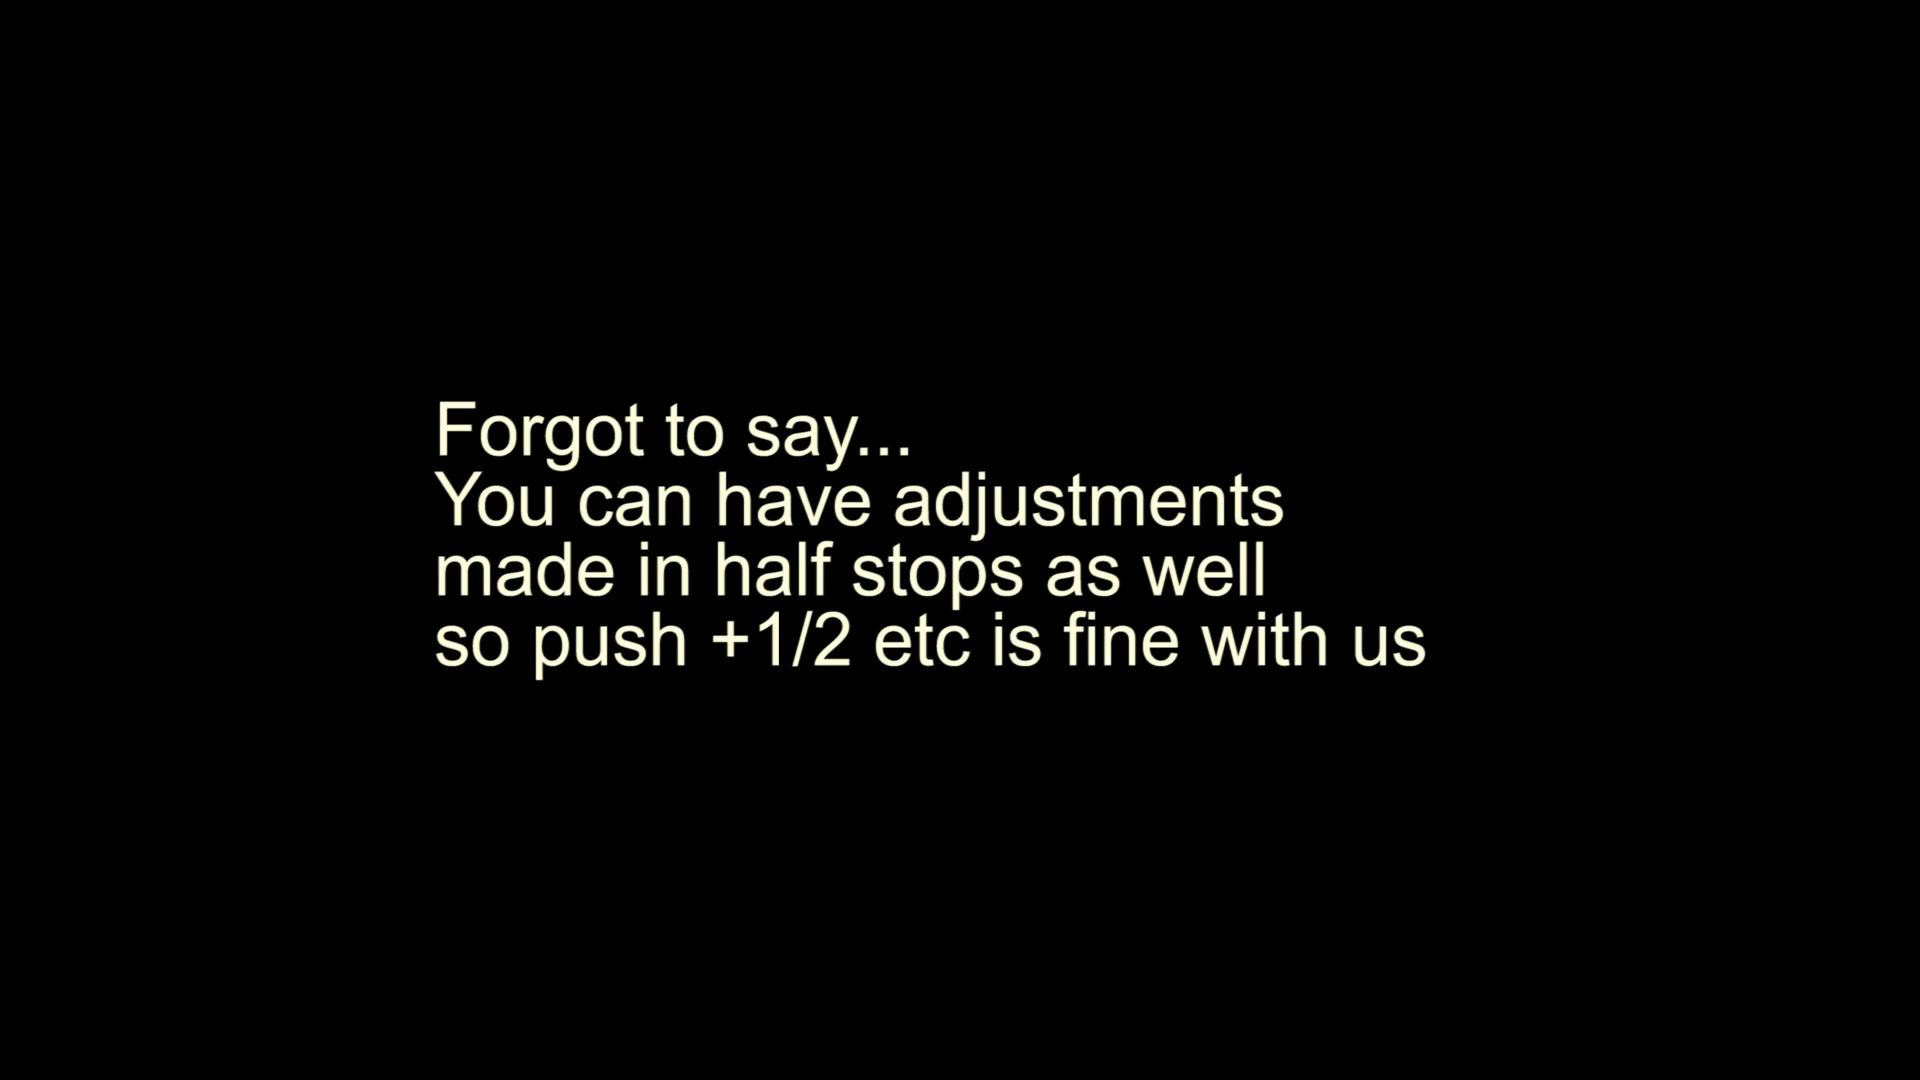 Forgot to say...
You can have adjustments
made in half stops as well
so push +1/2 etc is fine with us